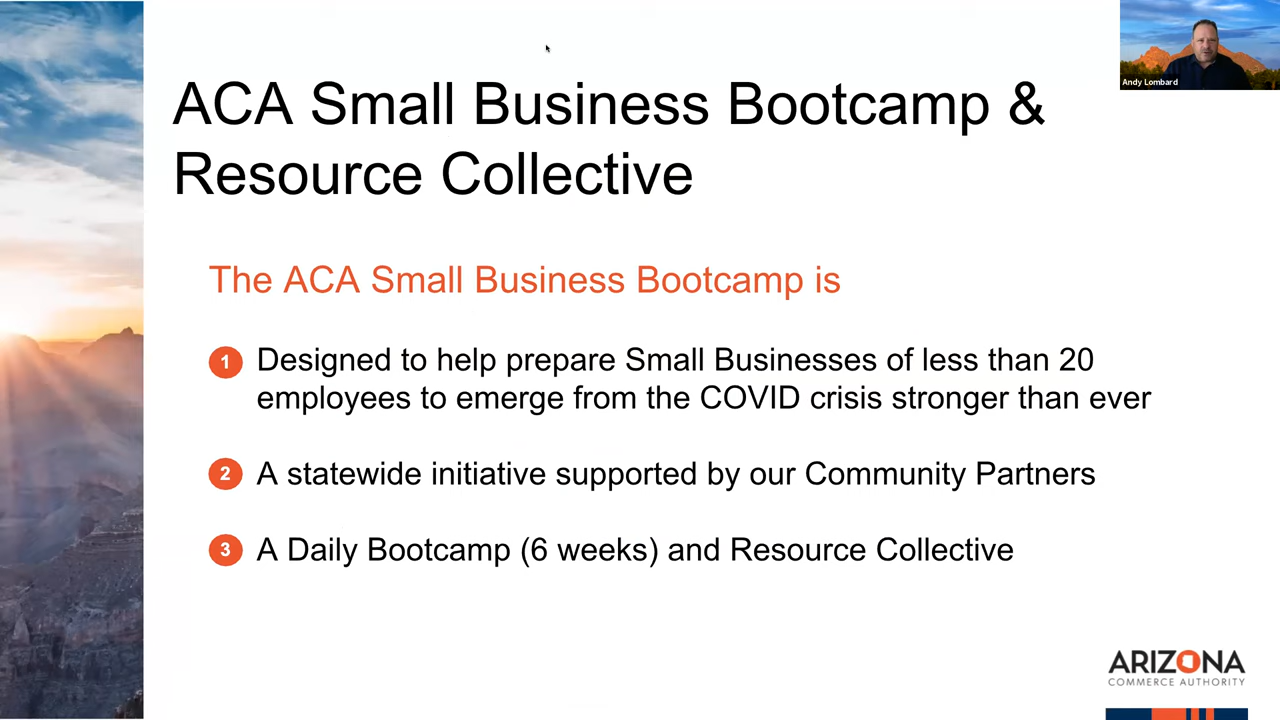 ACA Small Business Bootcamp &
Resource Collective
Andy Lombard
The ACA Small Business Bootcamp is
1 Designed to help prepare Small Businesses of less than 20
employees to emerge from the COVID crisis stronger than ever
2 A statewide initiative supported by our Community Partners
3 A Daily Bootcamp (6 weeks) and Resource Collective
ARIZONA
COMMERCE AUTHORITY